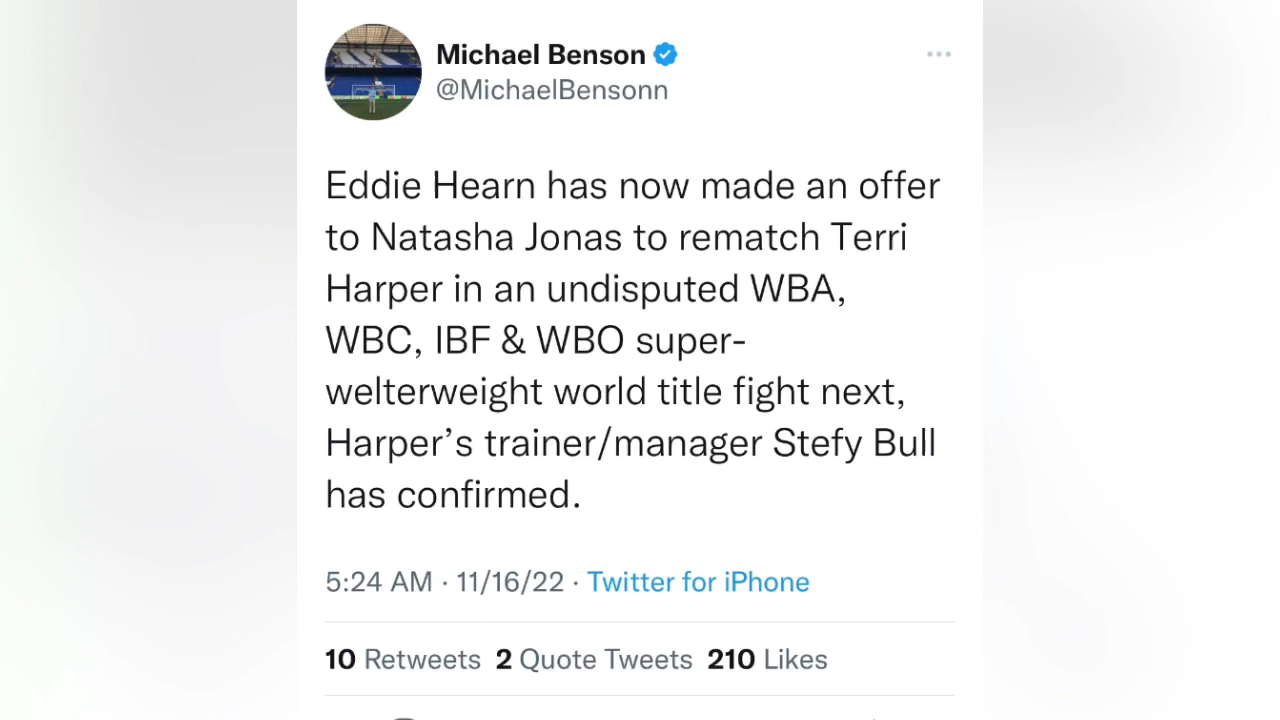 Michael Benson
@MichaelBensonn
Eddie Hearn has now made an offer
to Natasha Jonas to rematch Terri
Harper in an undisputed WBA,
WBC, IBF & WBO super-
welterweight world title fight next,
Harper’s trainer/manager Stefy Bull
has confirmed.
5:24 AM · 11/16/22 · Twitter for iPhone
10 Retweets 2 Quote Tweets 210 Likes